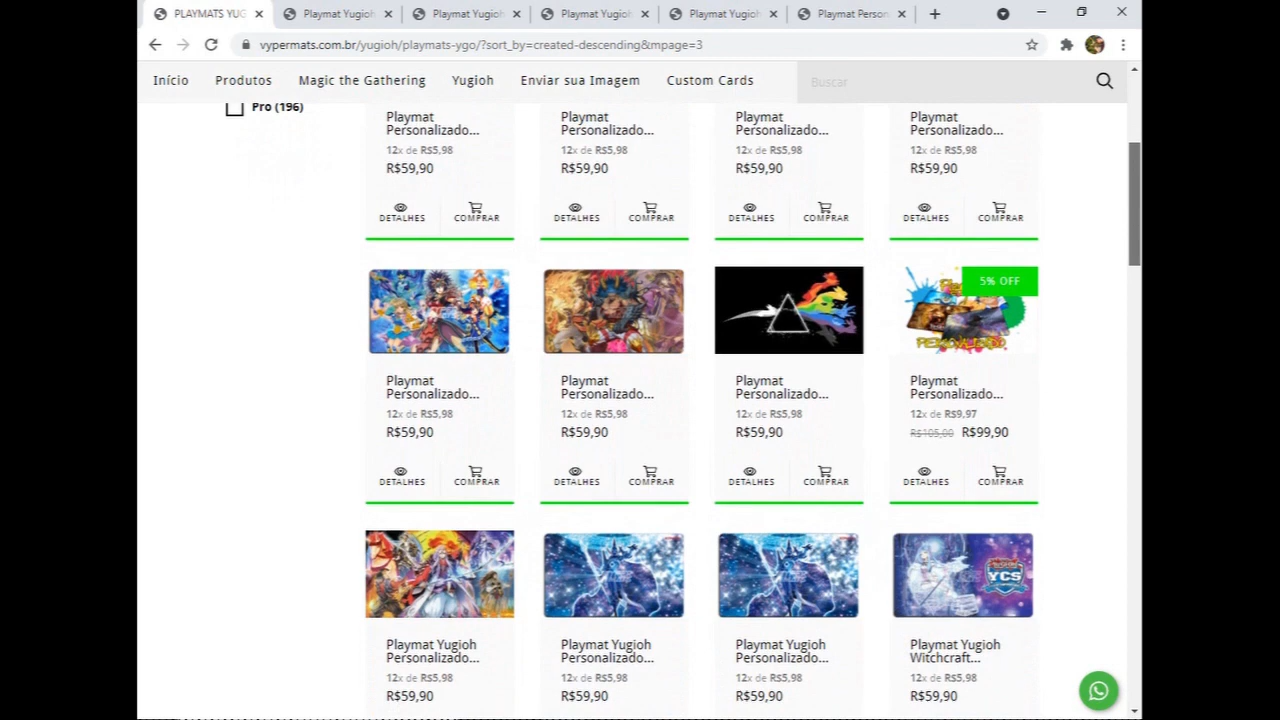 PLAYMATS YUG
Playmat Yugioh
Playmat Yugioh
Playmat Yugioh
Playmat Yugioh
Playmat Person
vypermats.com.br/yugioh/playmats-ygo/?sort_by=created-descending&mpage=3
Início Produtos Magic the Gathering Yugioh Enviar sua Imagem Custom Cards Buscar
Pro (196)
Playmat Playmat Playmat Playmat
Personalizado... Personalizado... Personalizado... Personalizado...
12x de R$5,98 12x de R$5,98 12x de R$5,98 12x de R$5,98
R$59,90 R$59,90 R$59,90 R$59,90
DETALHES COMPRAR DETALHES COMPRAR DETALHES COMPRAR DETALHES COMPRAR
5% OFF
PERSONALIZADO
Playmat Playmat Playmat Playmat
Personalizado... Personalizado... Personalizado... Personalizado...
12x de R$5,98 12x de R$5,98 12x de R$5,98 12x de R$9,97
R$59,90 R$59,90 R$59,90 R$105,00 R$99,90
DETALHES COMPRAR DETALHES COMPRAR DETALHES COMPRAR DETALHES COMPRAR
YCS
Playmat Yugioh Playmat Yugioh Playmat Yugioh Playmat Yugioh
Personalizado... Personalizado... Personalizado... Witchcraft...
12x de R$5,98 12x de R$5,98 12x de R$5,98 12x de R$5,98
R$59,90 R$59,90 R$59,90 R$59,90